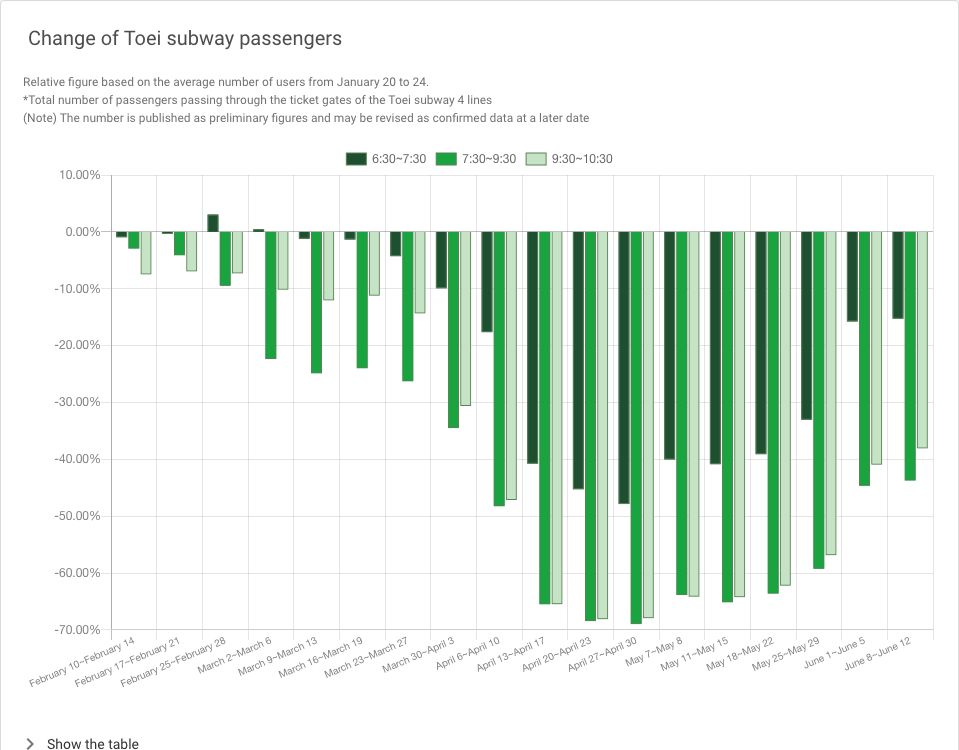 Change of Toei subway passengers
Relative figure based on the average number of users from January 20 to 24.
*Total number of passengers passing through the ticket gates of the Toei subway 4 lines
(Note) The number is published as preliminary figures and may be revised as confirmed data at a later date
6:30~7:30 7:30~9:30 9:30~10:30
10.00%
0.00%
-10.00%
-20.00%
-30.00%
-40.00%
-50.00%
-60.00%
-70.00%
February 10~February 14
February 17~February 21
February 25~February 28
March 2~March 6
March 9~March 13
March 16~March 19
March 23~March 27
March 30~April 3
April 6~April 10
April 13~April 17
April 20~April 23
April 27~April 30
May 7~May 8
May 11~May 15
May 18~May 22
May 25~May 29
June 1~June 5
June 8~June 12
Show the table